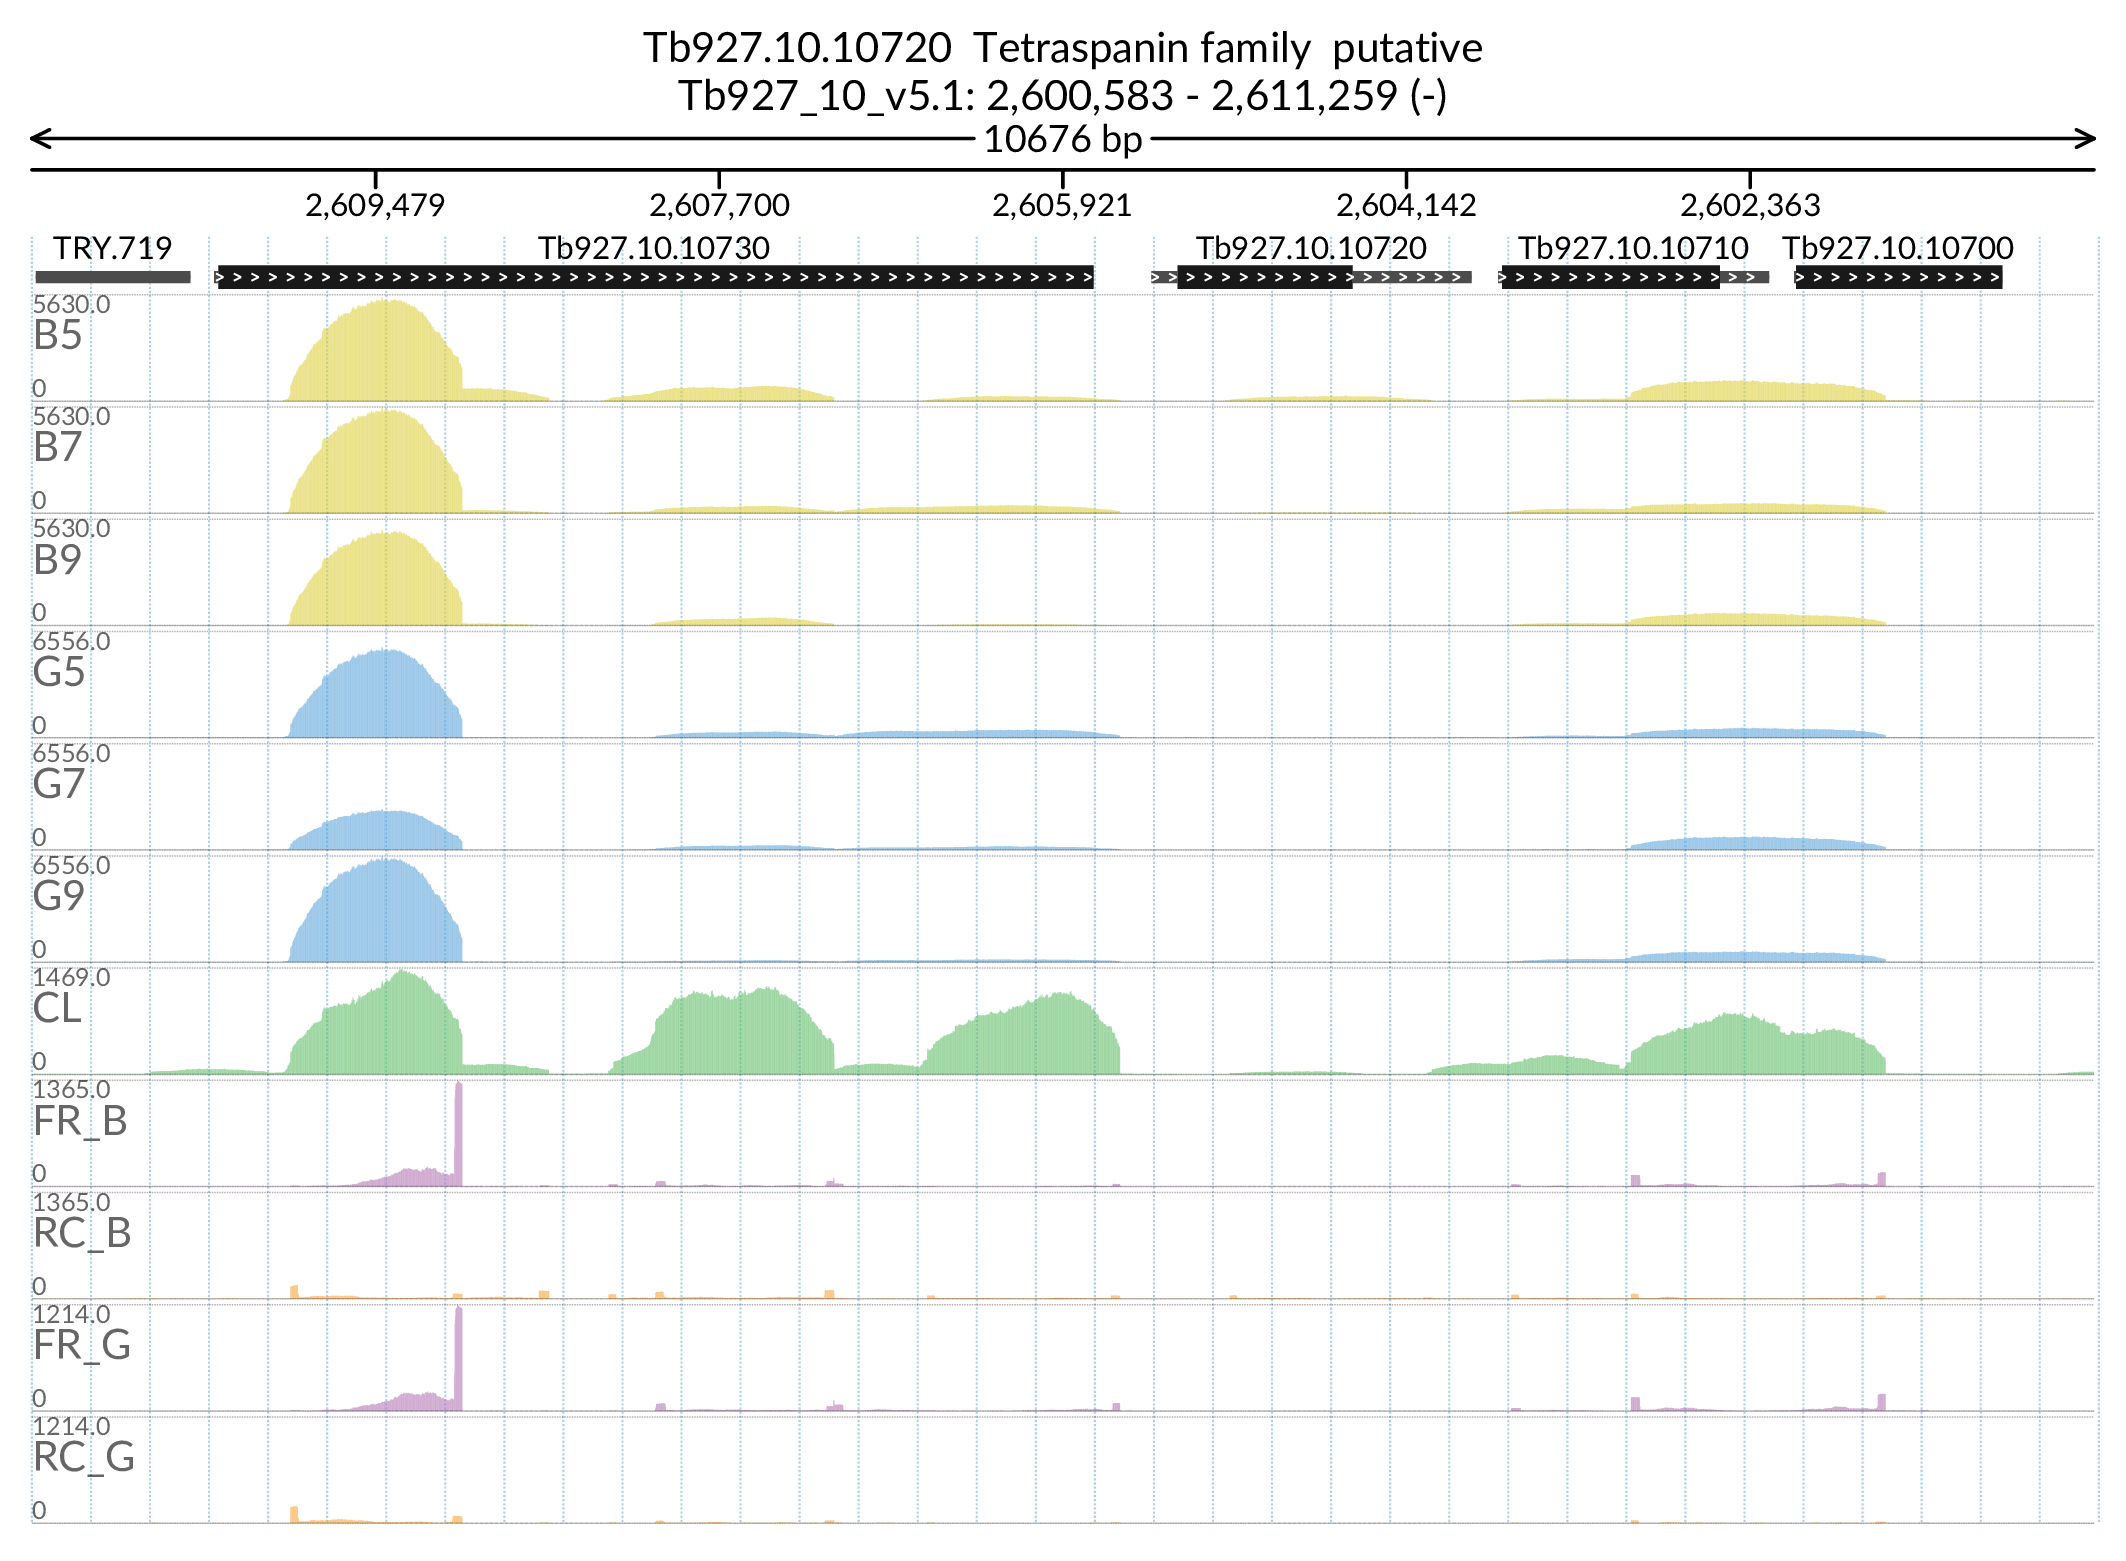 Tb927.10.10720 Tetraspanin family putative
Tb927_10_v5.1: 2,600,583 - 2,611,259 (-)
10676 bp
2,609,479 2,607,700 2,605,921 2,604,142 2,602,363
TRY.719 Tb927.10.10730 Tb927.10.10720 Tb927.10.10710 Tb927.10.10700
5630.0
B5
0
5630.0
B7
0
5630.0
B9
0
6556.0
G5
0
6556.0
G7
0
6556.0
G9
0
1469.0
CL
0
1365.0
FR_B
0
1365.0
RC_B
0
1214.0
FR_G
0
1214.0
RC_G
0